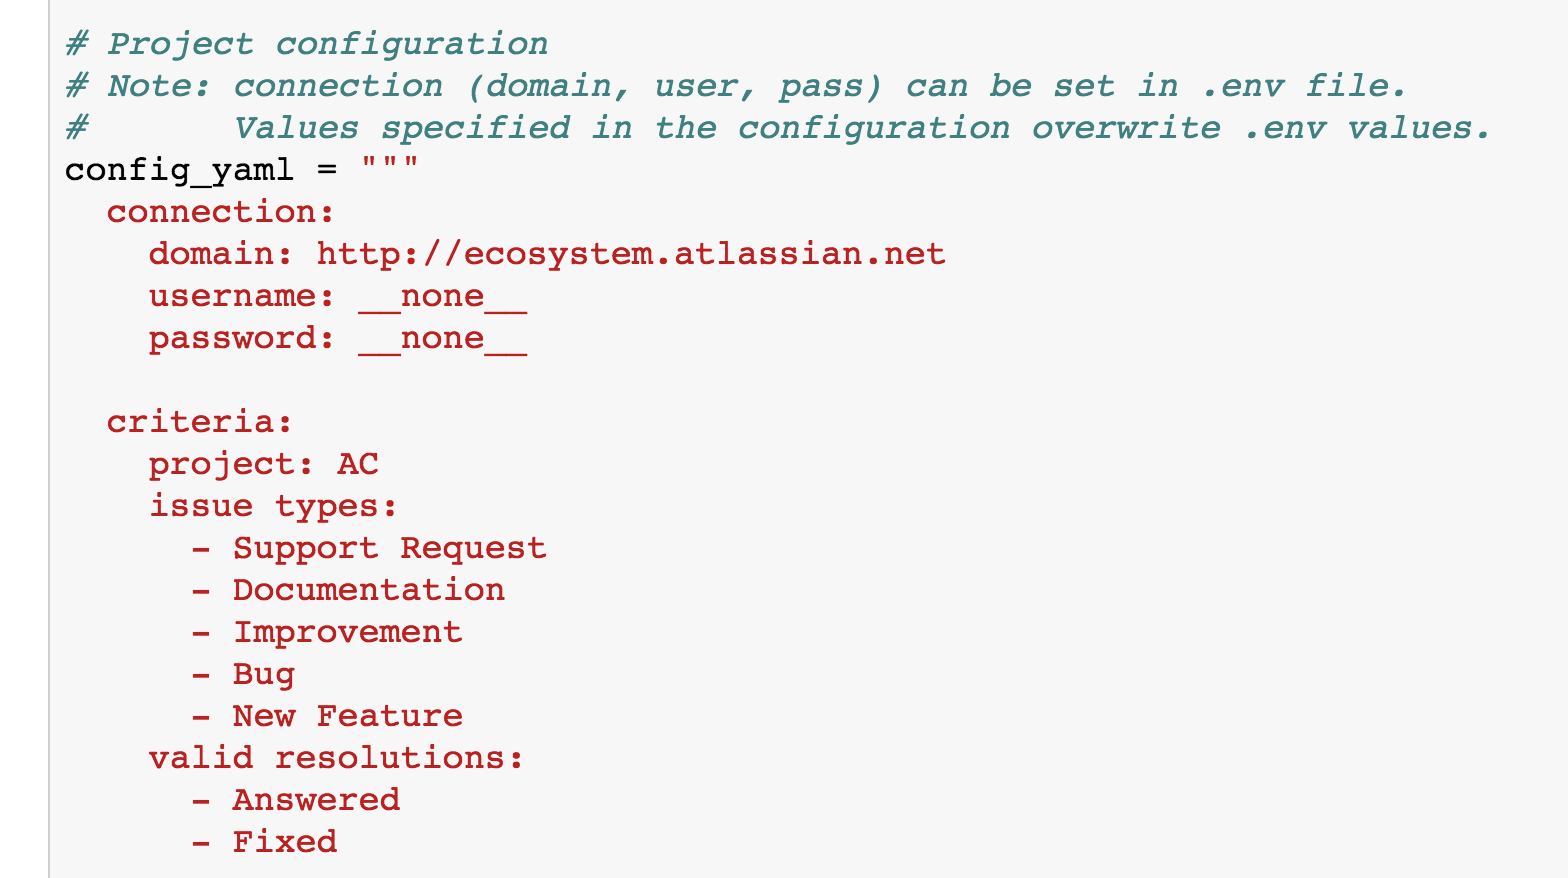 # Project configuration
# Note: connection (domain, user, pass) can be set in .env file.
#       Values specified in the configuration overwrite .env values.
config_yaml = """
  connection:
    domain: http://ecosystem.atlassian.net
    username: __none__
    password: __none__

  criteria:
    project: AC
    issue types:
      - Support Request
      - Documentation
      - Improvement
      - Bug
      - New Feature
    valid resolutions:
      - Answered
      - Fixed